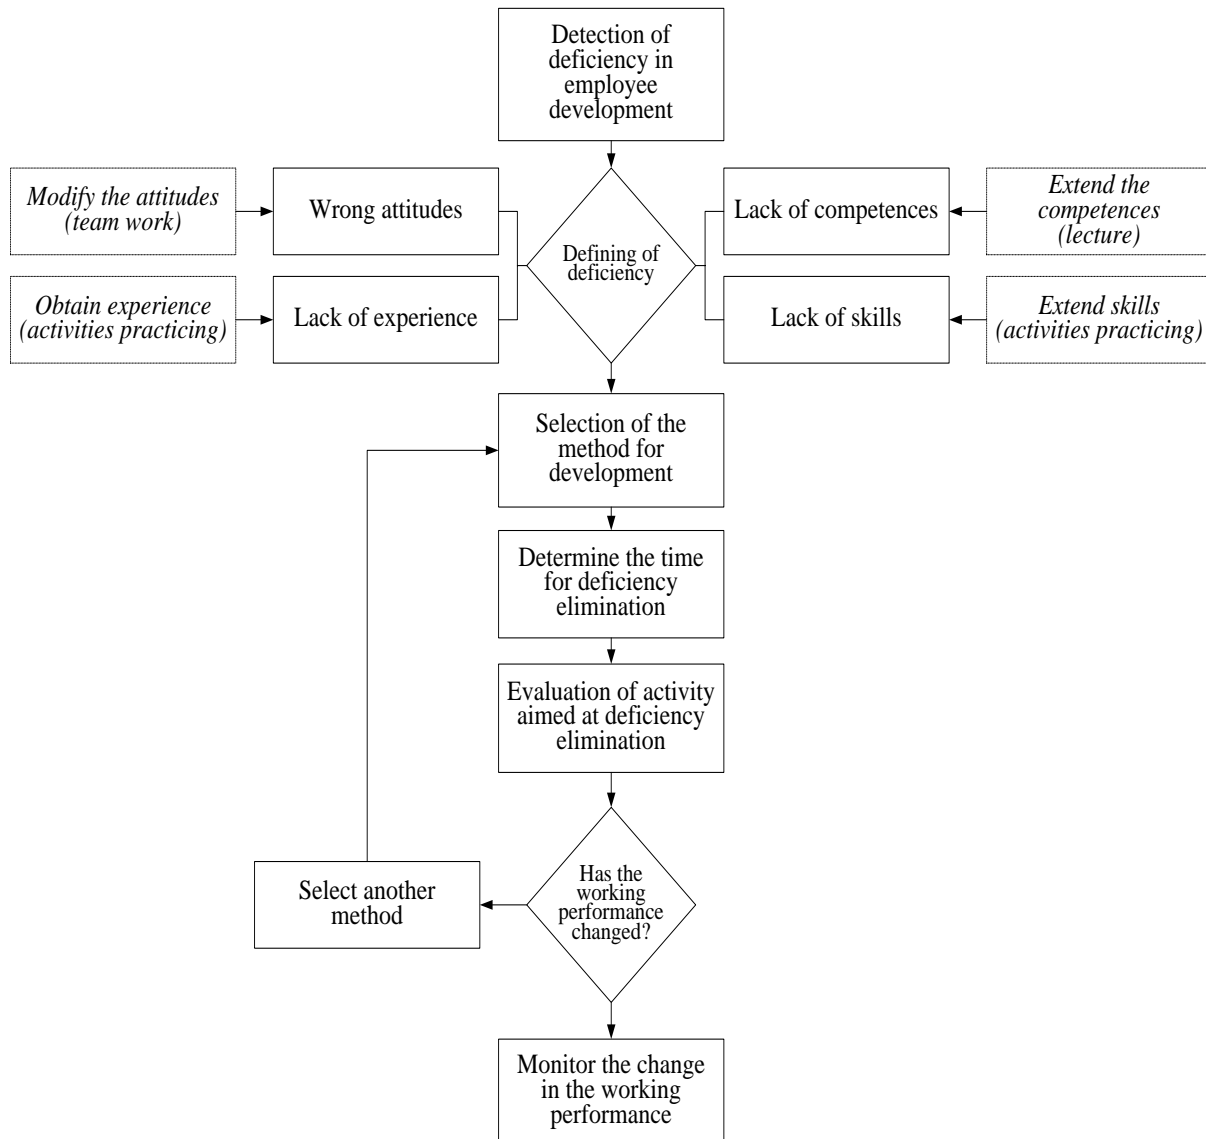 Detection of
deficiency in
employee
development
Modify the attitudes
(team work)
Wrong attitudes
Lack of competences
Extend the
competences
(lecture)
Defining of
deficiency
Obtain experience
(activities practicing)
Lack of experience
Lack of skills
Extend skills
(activities practicing)
Selection of the
method for
development
Determine the time
for deficiency
elimination
Evaluation of activity
aimed at deficiency
elimination
Has the
working
performance
changed?
Select another
method
Monitor the change
in the working
performance